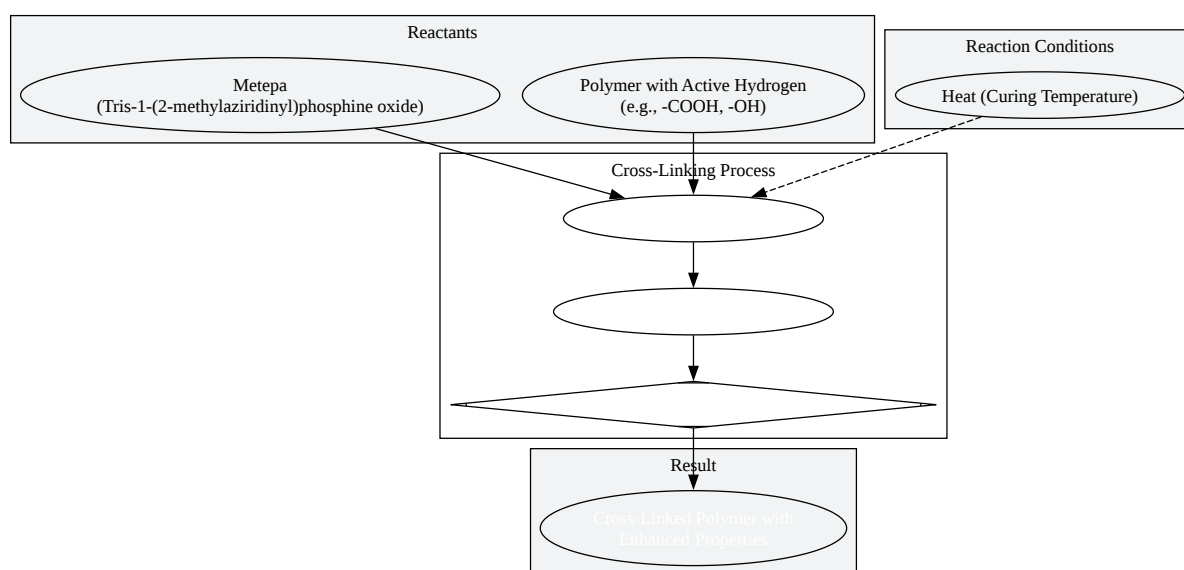 Reactants
Reaction Conditions
Metepa
(Tris-1-(2-methylaziridinyl)phosphine oxide)
Polymer with Active Hydrogen
(e.g., -COOH, -OH)
Heat (Curing Temperature)
Cross-Linking Process
Result
Cross-Linked Polymer with
Enhanced Properties